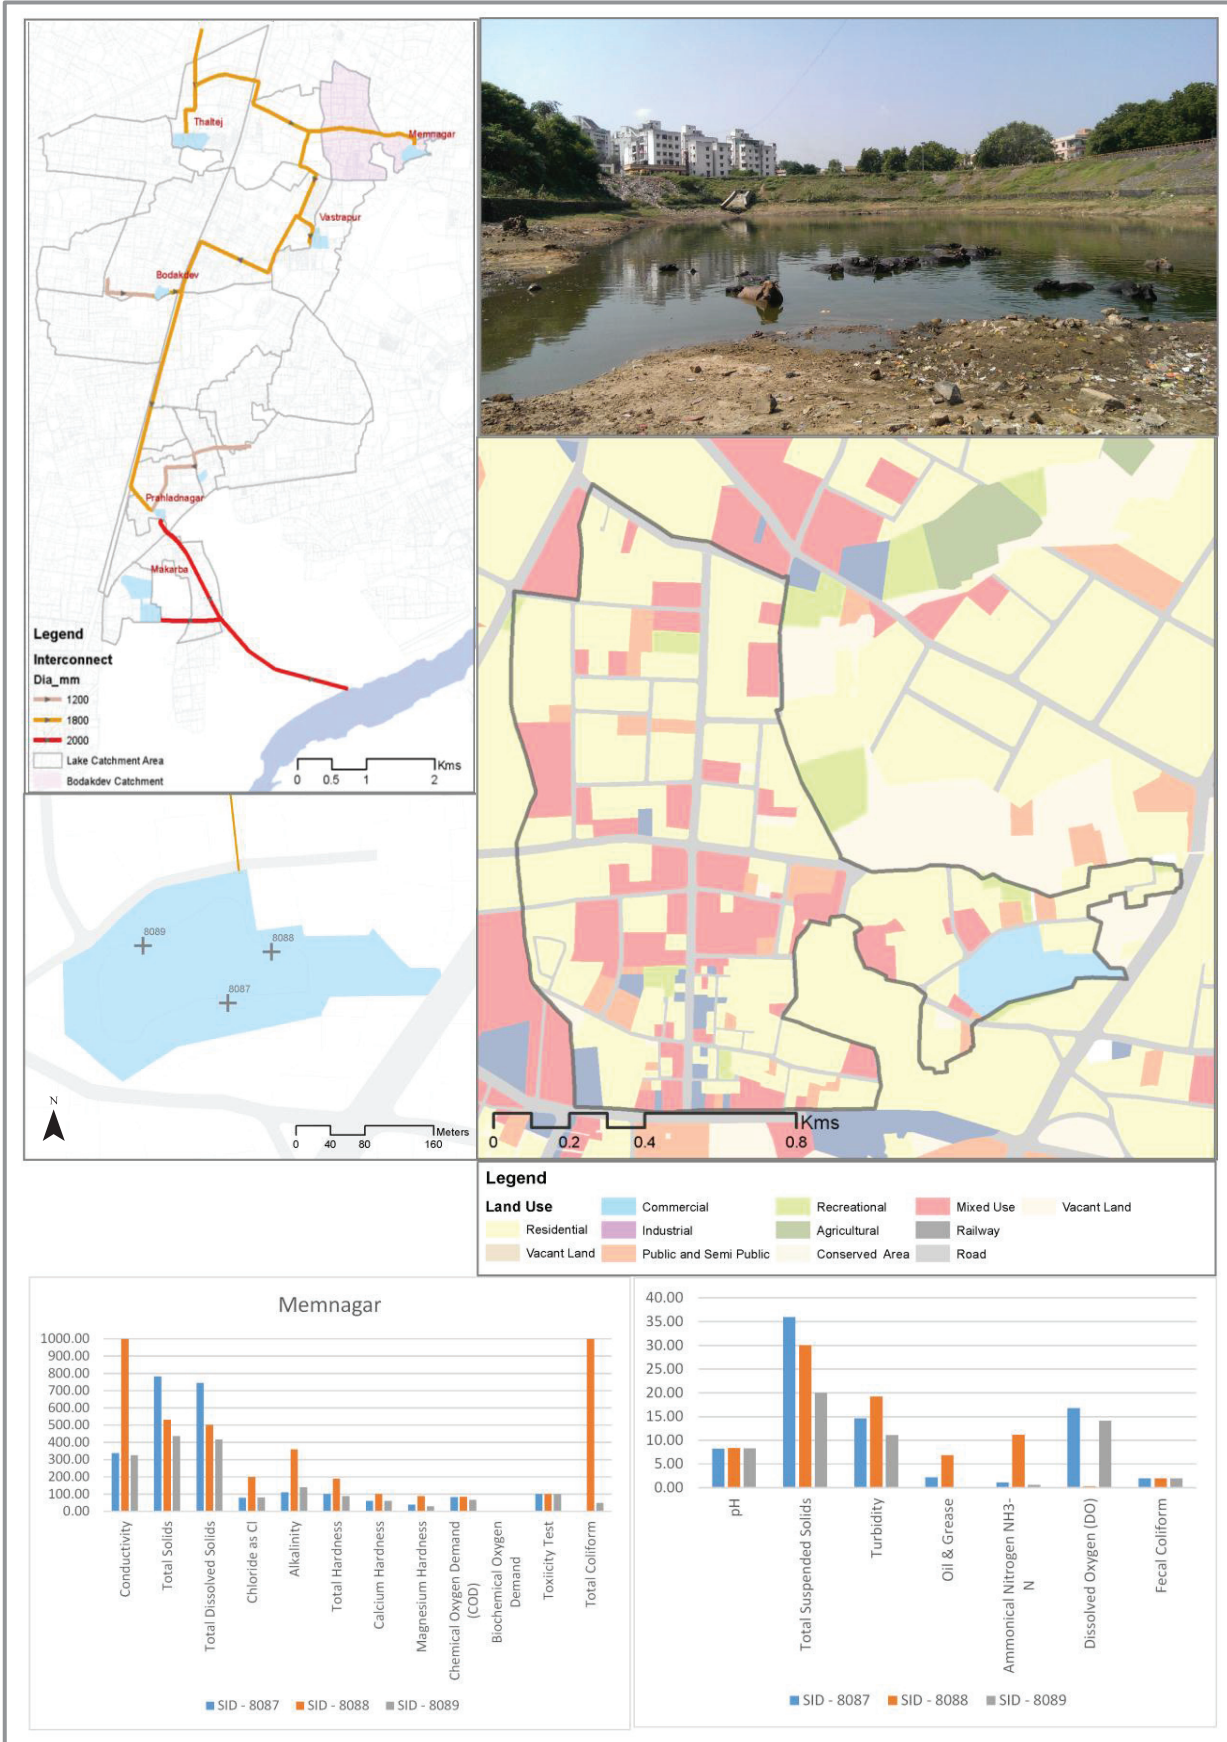 Thaltej
Memnagar
Vastrapur
Bodakdev
Prahladnagar
Makarba
Legend
Interconnect
Dia_mm
1200
1800
2000
Lake Catchment Area
Bodakdev Catchment
0 0.5 1 2
Kms
8089
8088
8087
N
0 40 80 160
Meters
0 0.2 0.4 0.8
Kms
Legend
Land Use
Commercial
Recreational
Mixed Use
Vacant Land
Residential
Industrial
Agricultural
Railway
Vacant Land
Public and Semi Public
Conserved Area
Road
Memnagar
1000.00
900.00
800.00
700.00
600.00
500.00
400.00
300.00
200.00
100.00
0.00
Conductivity
Total Solids
Total Dissolved Solids
Chloride as Cl
Alkalinity
Total Hardness
Calcium Hardness
Magnesium Hardness
Chemical Oxygen Demand
(COD)
Biochemical Oxygen
Demand
Toxiicity Test
Total Coliform
SID - 8087 SID - 8088 SID - 8089
40.00
35.00
30.00
25.00
20.00
15.00
10.00
5.00
0.00
pH
Total Suspended Solids
Turbidity
Oil & Grease
Ammonical Nitrogen NH3-
N
Dissolved Oxygen (DO)
Fecal Coliform
SID - 8087 SID - 8088 SID - 8089